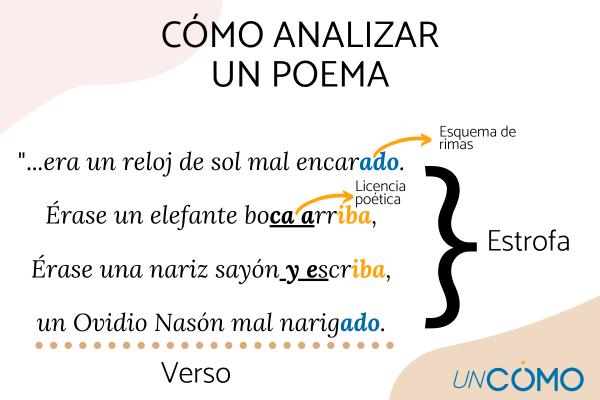 CÓMO ANALIZAR
UN POEMA
Esquema de
rimas
"...era un reloj de sol mal encarado.
Licencia
poética
Érase un elefante boca arriba,
Estrofa
Érase una nariz sayón y escriba,
un Ovidio Nasón mal narigado.
Verso
UNCÓMO